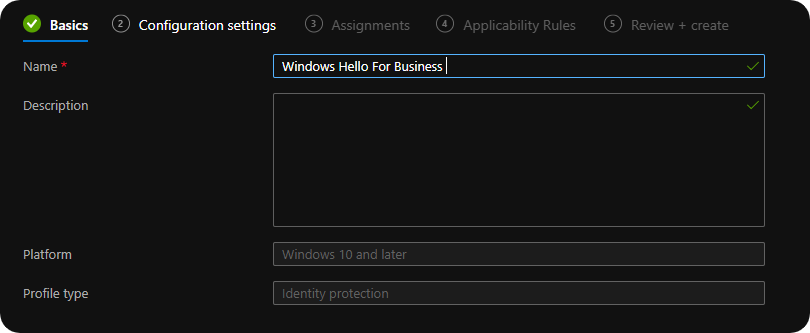 Basics 2 Configuration settings 3 Assignments 4 Applicability Rules 5 Review + create
Name * Windows Hello For Business
Description
Platform Windows 10 and later
Profile type Identity protection